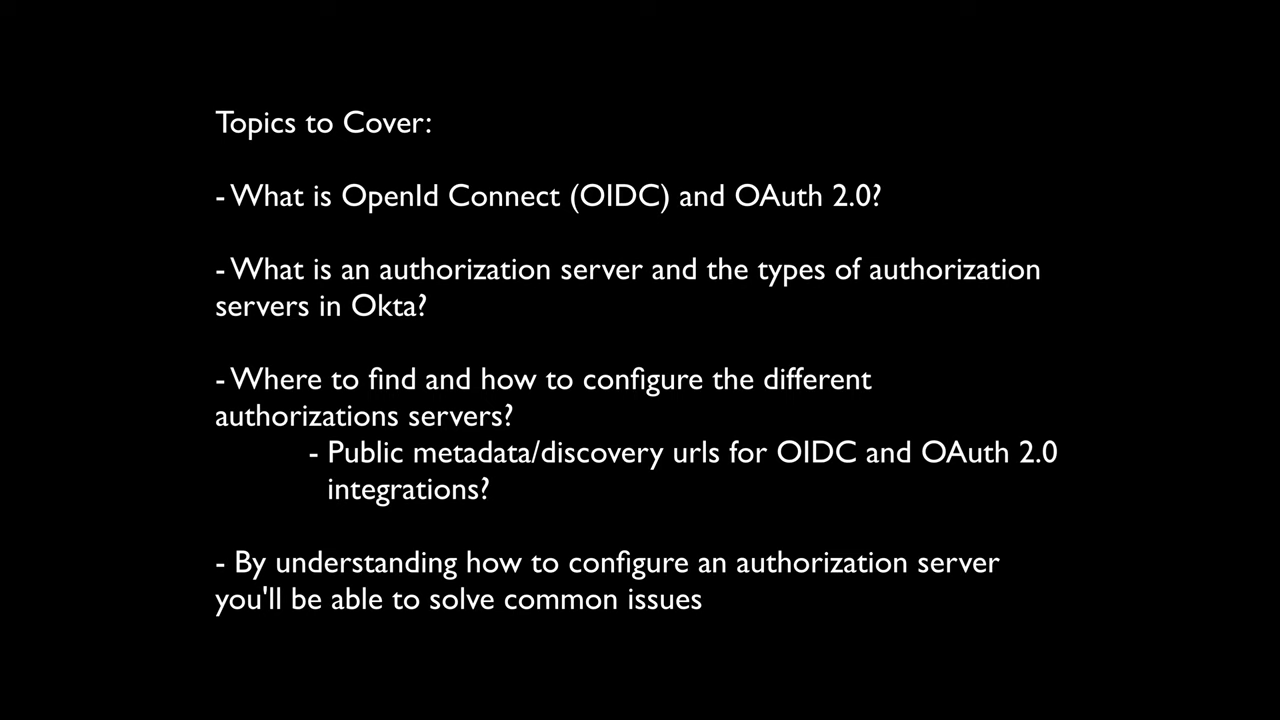 Topics to Cover:
- What is OpenId Connect (OIDC) and OAuth 2.0?
- What is an authorization server and the types of authorization
servers in Okta?
- Where to find and how to configure the different
authorizations servers?
- Public metadata/discovery urls for OIDC and OAuth 2.0
integrations?
- By understanding how to configure an authorization server
you'll be able to solve common issues